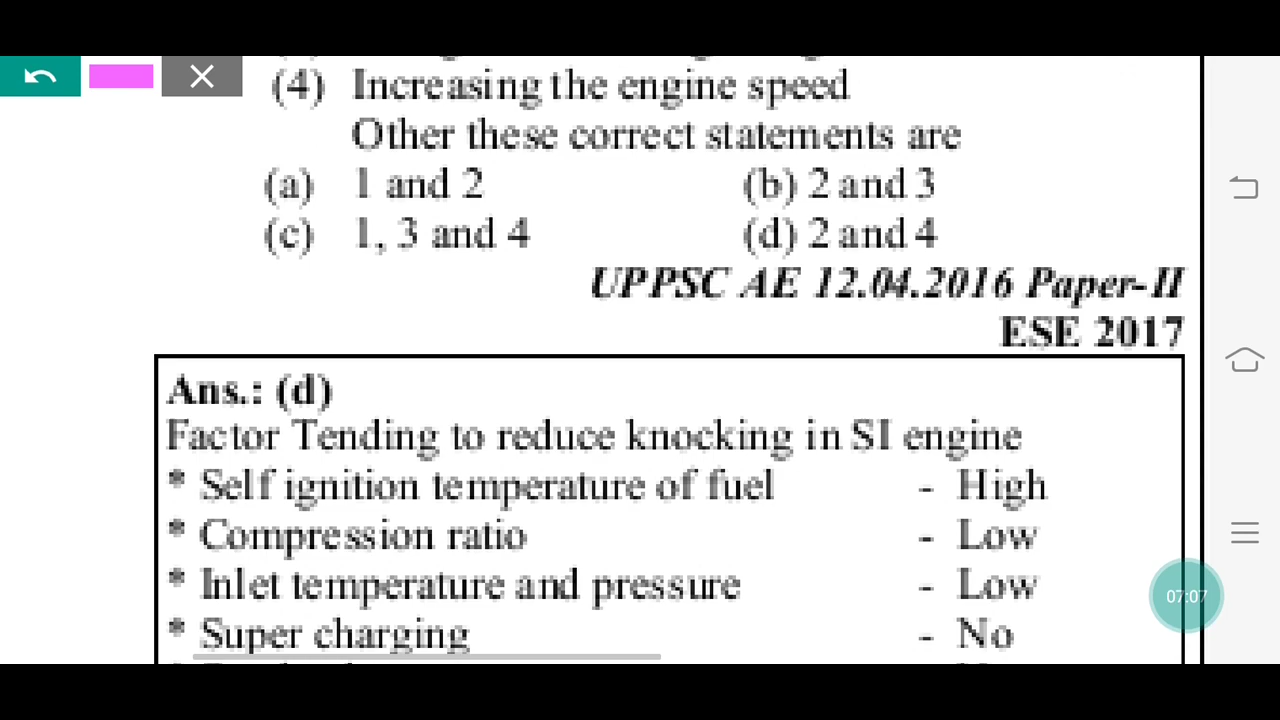 (4) Increasing the engine speed
Other these correct statements are
(a) 1 and 2 (b) 2 and 3
(c) 1, 3 and 4 (d) 2 and 4
UPPSC AE 12.04.2016 Paper-II
ESE 2017
Ans.: (d)
Factor Tending to reduce knocking in SI engine
* Self ignition temperature of fuel - High
* Compression ratio - Low
* Inlet temperature and pressure - Low
* Super charging - No
07:07